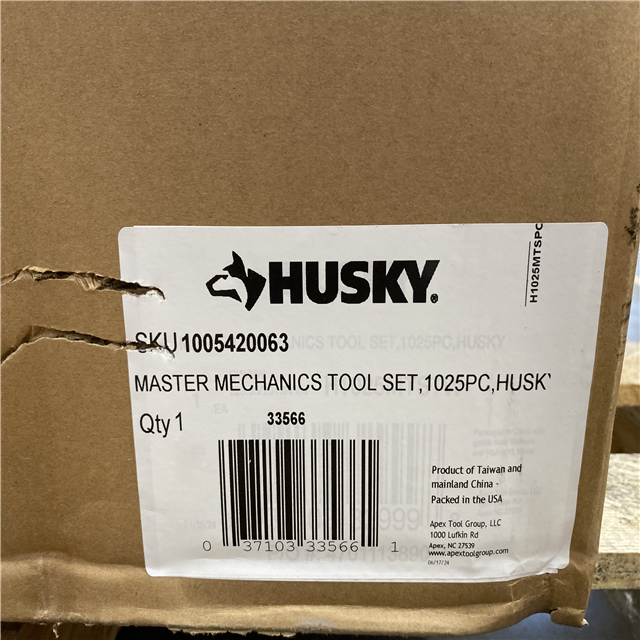 HUSKY®
H1025MTSPC
SKU 1005420063
MASTER MECHANICS TOOL SET,1025PC,HUSKY
Qty 1
33566
0 37103 33566 1
Product of Taiwan and
mainland China -
Packed in the USA
Apex Tool Group, LLC
1000 Lufkin Rd
Apex, NC 27539
www.apextoolgroup.com
06/17/24